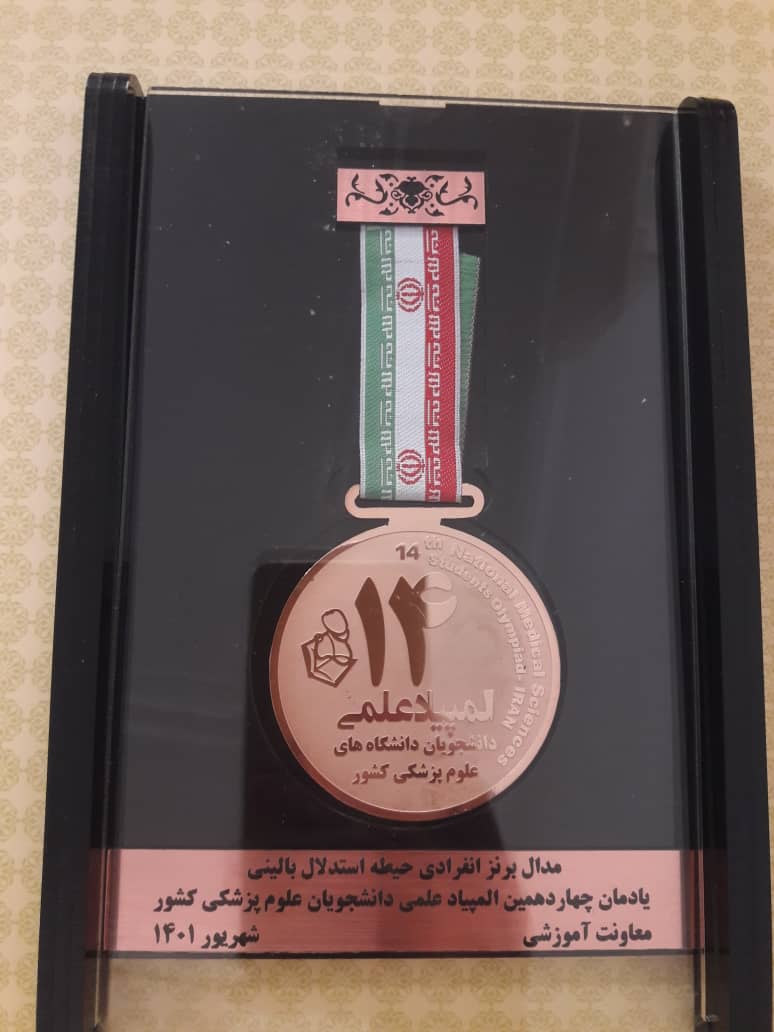 14th National Medical Sciences
Students Olympiad - IRAN
۱۴
المپیاد علمی
دانشجویان دانشگاه های
علوم پزشکی کشور
مدال برنز انفرادی حیطه استدلال بالینی
یادمان چهاردهمین المپیاد علمی دانشجویان علوم پزشکی کشور
معاونت آموزشی شهریور ۱۴۰۱